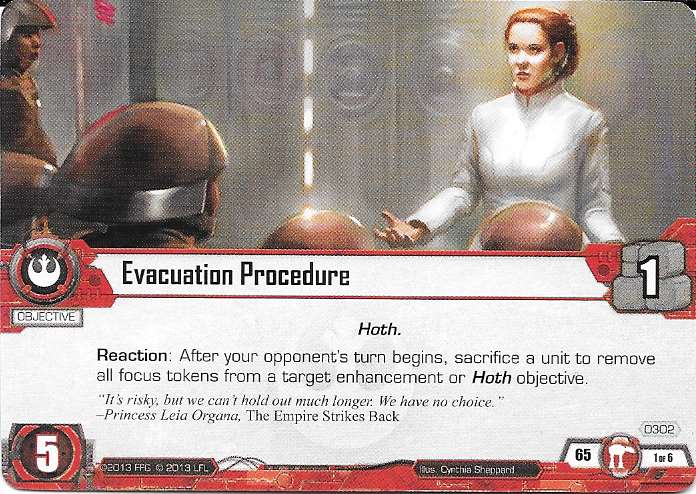 Evacuation Procedure
1
OBJECTIVE
Hoth.
Reaction: After your opponent's turn begins, sacrifice a unit to remove
all focus tokens from a target enhancement or Hoth objective.
"It's risky, but we can't hold out much longer. We have no choice."
–Princess Leia Organa, The Empire Strikes Back
0302
5
©2013 FFG © 2013 LFL
Illus. Cynthia Sheppard
65
1 OF 6